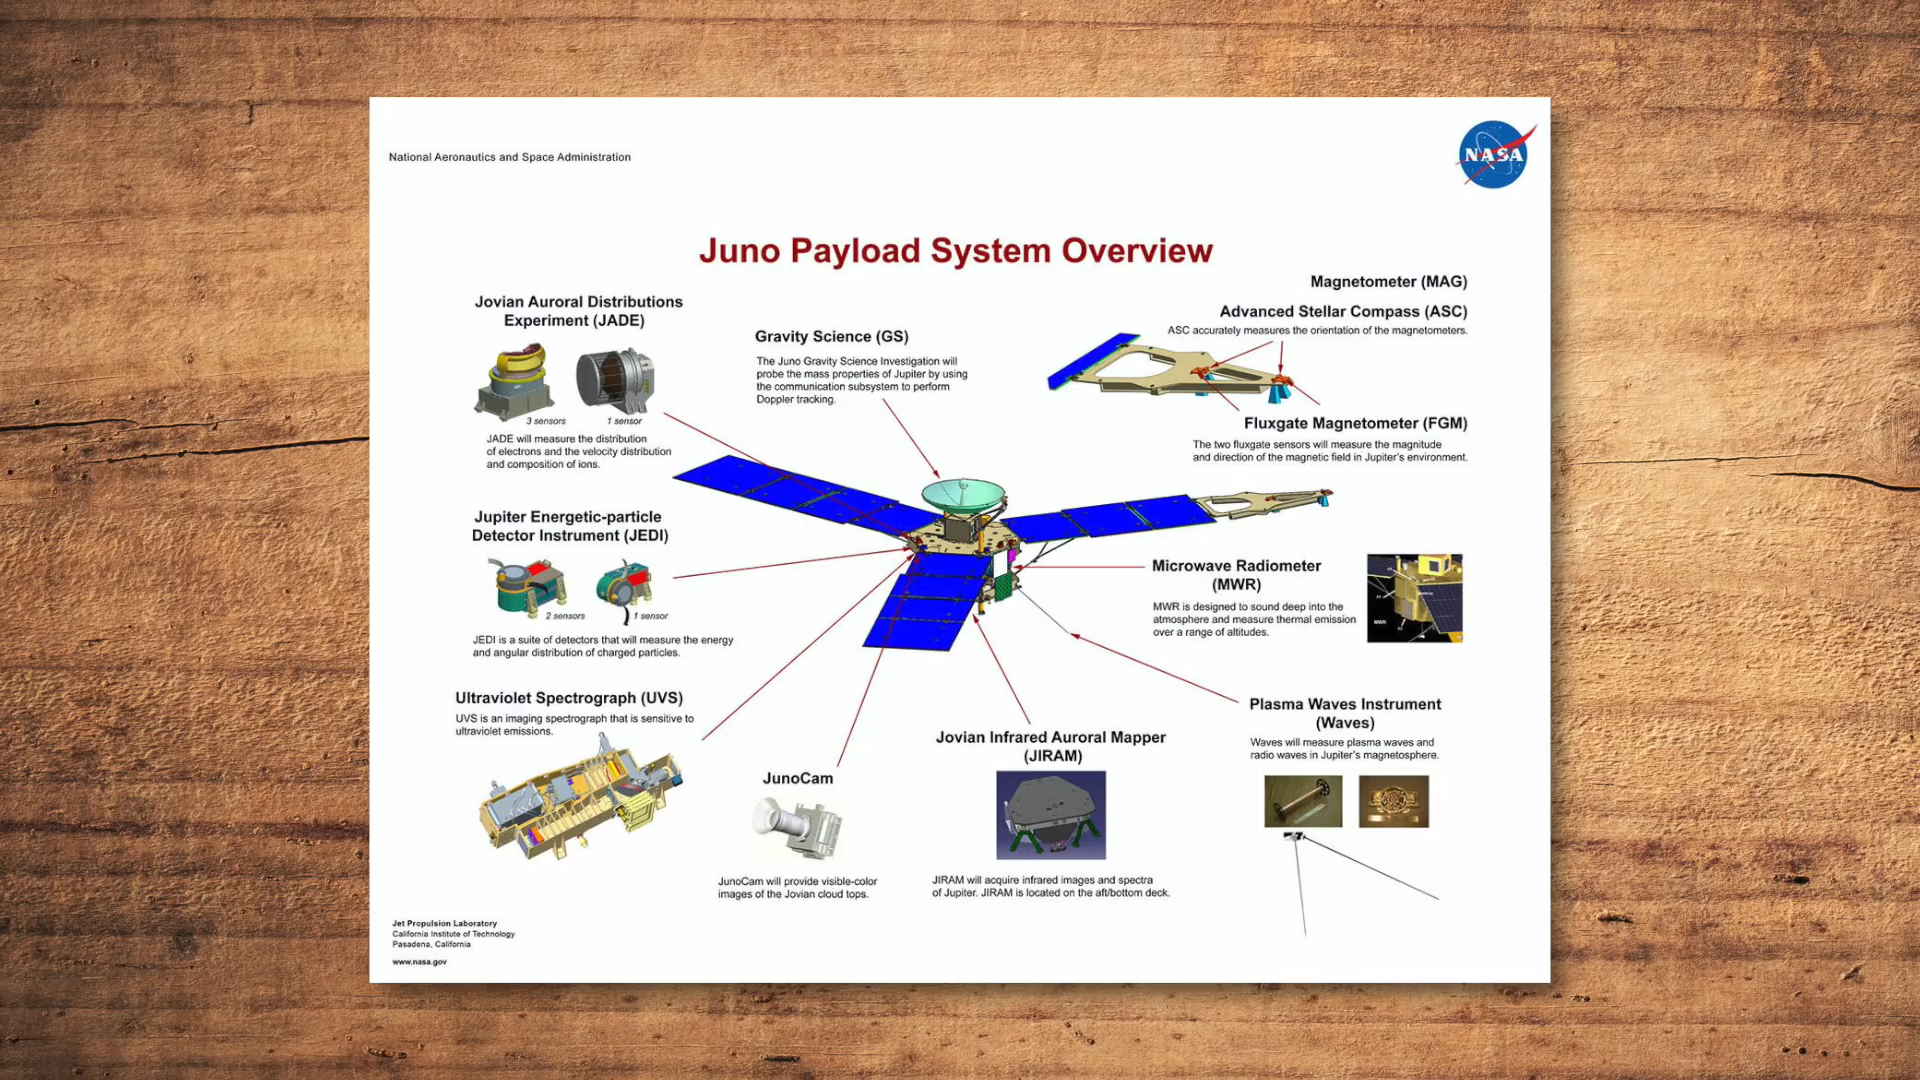 National Aeronautics and Space Administration
NASA
Juno Payload System Overview
Jovian Auroral Distributions
Experiment (JADE)
3 sensors
1 sensor
JADE will measure the distribution
of electrons and the velocity distribution
and composition of ions.
Gravity Science (GS)
The Juno Gravity Science Investigation will
probe the mass properties of Jupiter by using
the communication subsystem to perform
Doppler tracking.
Magnetometer (MAG)
Advanced Stellar Compass (ASC)
ASC accurately measures the orientation of the magnetometers.
Fluxgate Magnetometer (FGM)
The two fluxgate sensors will measure the magnitude
and direction of the magnetic field in Jupiter's environment.
Jupiter Energetic-particle
Detector Instrument (JEDI)
2 sensors
1 sensor
JEDI is a suite of detectors that will measure the energy
and angular distribution of charged particles.
Microwave Radiometer
(MWR)
MWR is designed to sound deep into the
atmosphere and measure thermal emission
over a range of altitudes.
MWR
Ultraviolet Spectrograph (UVS)
UVS is an imaging spectrograph that is sensitive to
ultraviolet emissions.
JunoCam
JunoCam will provide visible-color
images of the Jovian cloud tops.
Jovian Infrared Auroral Mapper
(JIRAM)
JIRAM will acquire infrared images and spectra
of Jupiter. JIRAM is located on the aft/bottom deck.
Plasma Waves Instrument
(Waves)
Waves will measure plasma waves and
radio waves in Jupiter's magnetosphere.
Jet Propulsion Laboratory
California Institute of Technology
Pasadena, California
www.nasa.gov